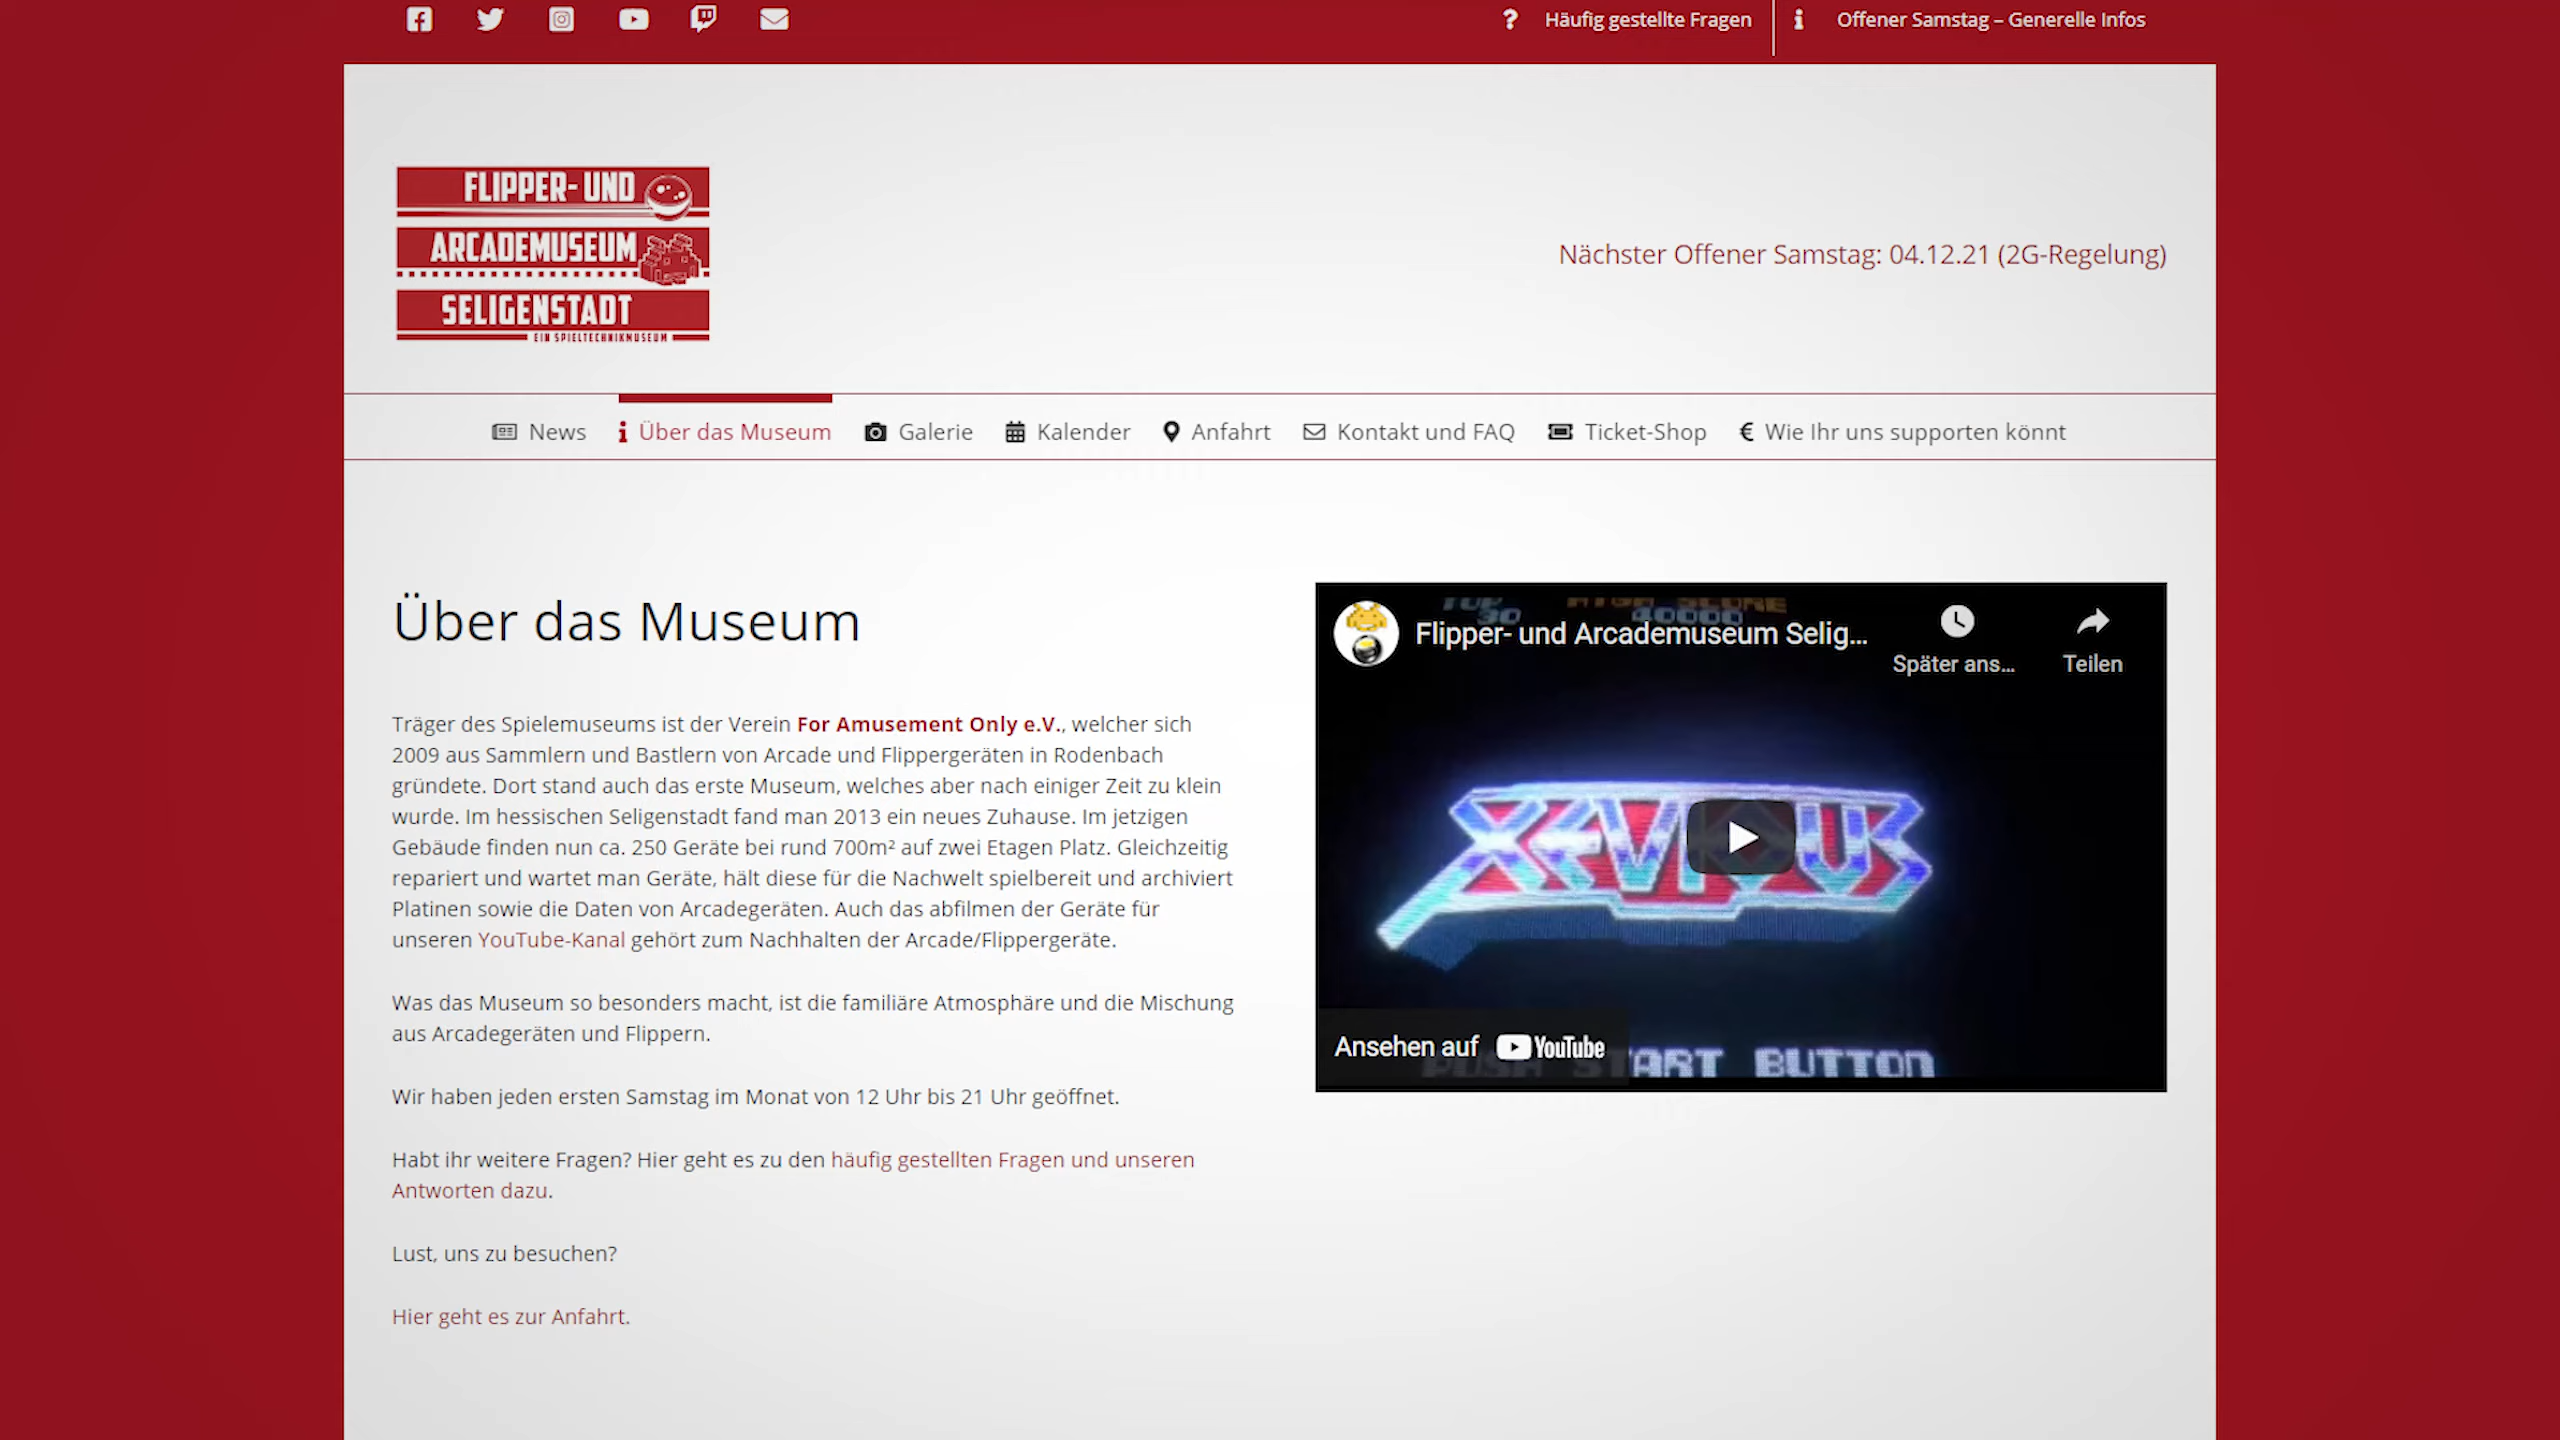 Häufig gestellte Fragen
Offener Samstag – Generelle Infos
FLIPPER- UND
ARCADEMUSEUM
SELIGENSTADT
EIN SPIELTECHNIKMUSEUM
Nächster Offener Samstag: 04.12.21 (2G-Regelung)
News
Über das Museum
Galerie
Kalender
Anfahrt
Kontakt und FAQ
Ticket-Shop
Wie Ihr uns supporten könnt
Über das Museum
Träger des Spielemuseums ist der Verein For Amusement Only e.V., welcher sich
2009 aus Sammlern und Bastlern von Arcade und Flippergeräten in Rodenbach
gründete. Dort stand auch das erste Museum, welches aber nach einiger Zeit zu klein
wurde. Im hessischen Seligenstadt fand man 2013 ein neues Zuhause. Im jetzigen
Gebäude finden nun ca. 250 Geräte bei rund 700m² auf zwei Etagen Platz. Gleichzeitig
repariert und wartet man Geräte, hält diese für die Nachwelt spielbereit und archiviert
Platinen sowie die Daten von Arcadegeräten. Auch das abfilmen der Geräte für
unseren YouTube-Kanal gehört zum Nachhalten der Arcade/Flippergeräte.
Was das Museum so besonders macht, ist die familiäre Atmosphäre und die Mischung
aus Arcadegeräten und Flippern.
Wir haben jeden ersten Samstag im Monat von 12 Uhr bis 21 Uhr geöffnet.
Habt ihr weitere Fragen? Hier geht es zu den häufig gestellten Fragen und unseren
Antworten dazu.
Lust, uns zu besuchen?
Hier geht es zur Anfahrt.
TOP HIGH SCORE
30 40000
Flipper- und Arcademuseum Selig...
Später ans...
Teilen
XEVIOUS
Ansehen auf YouTube
PUSH START BUTTON